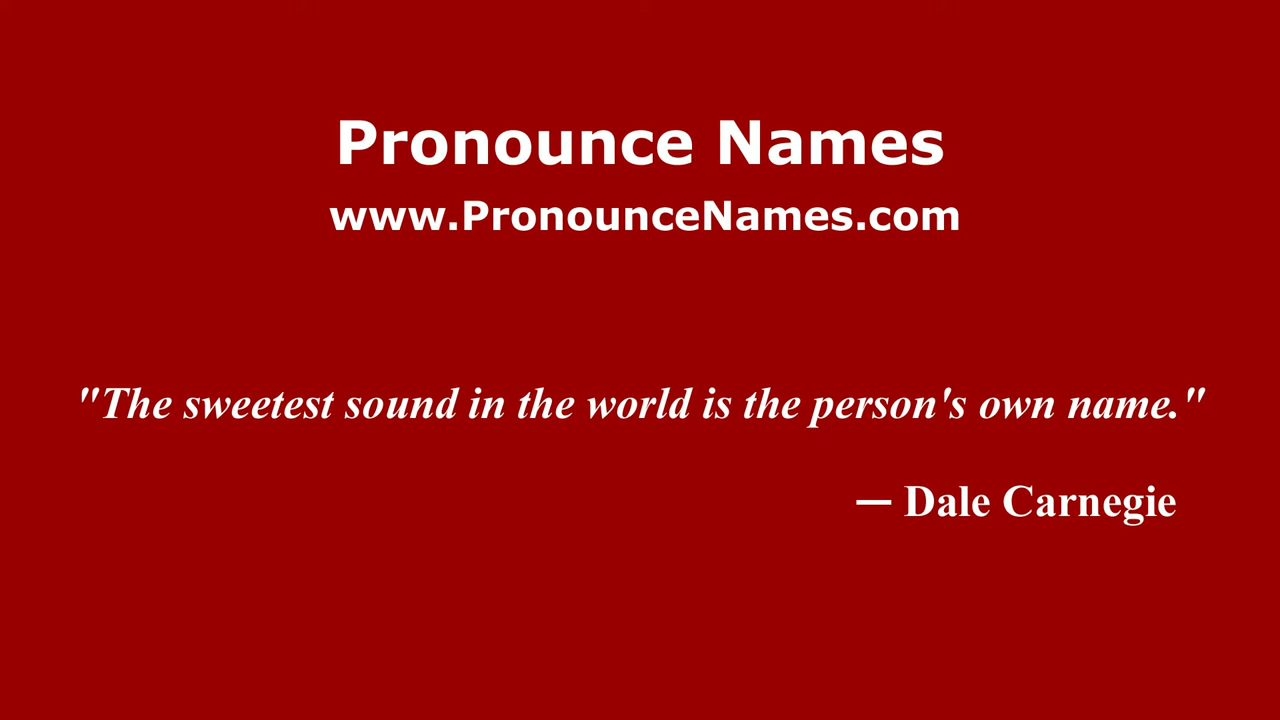 Pronounce Names
www.PronounceNames.com
"The sweetest sound in the world is the person's own name."
— Dale Carnegie